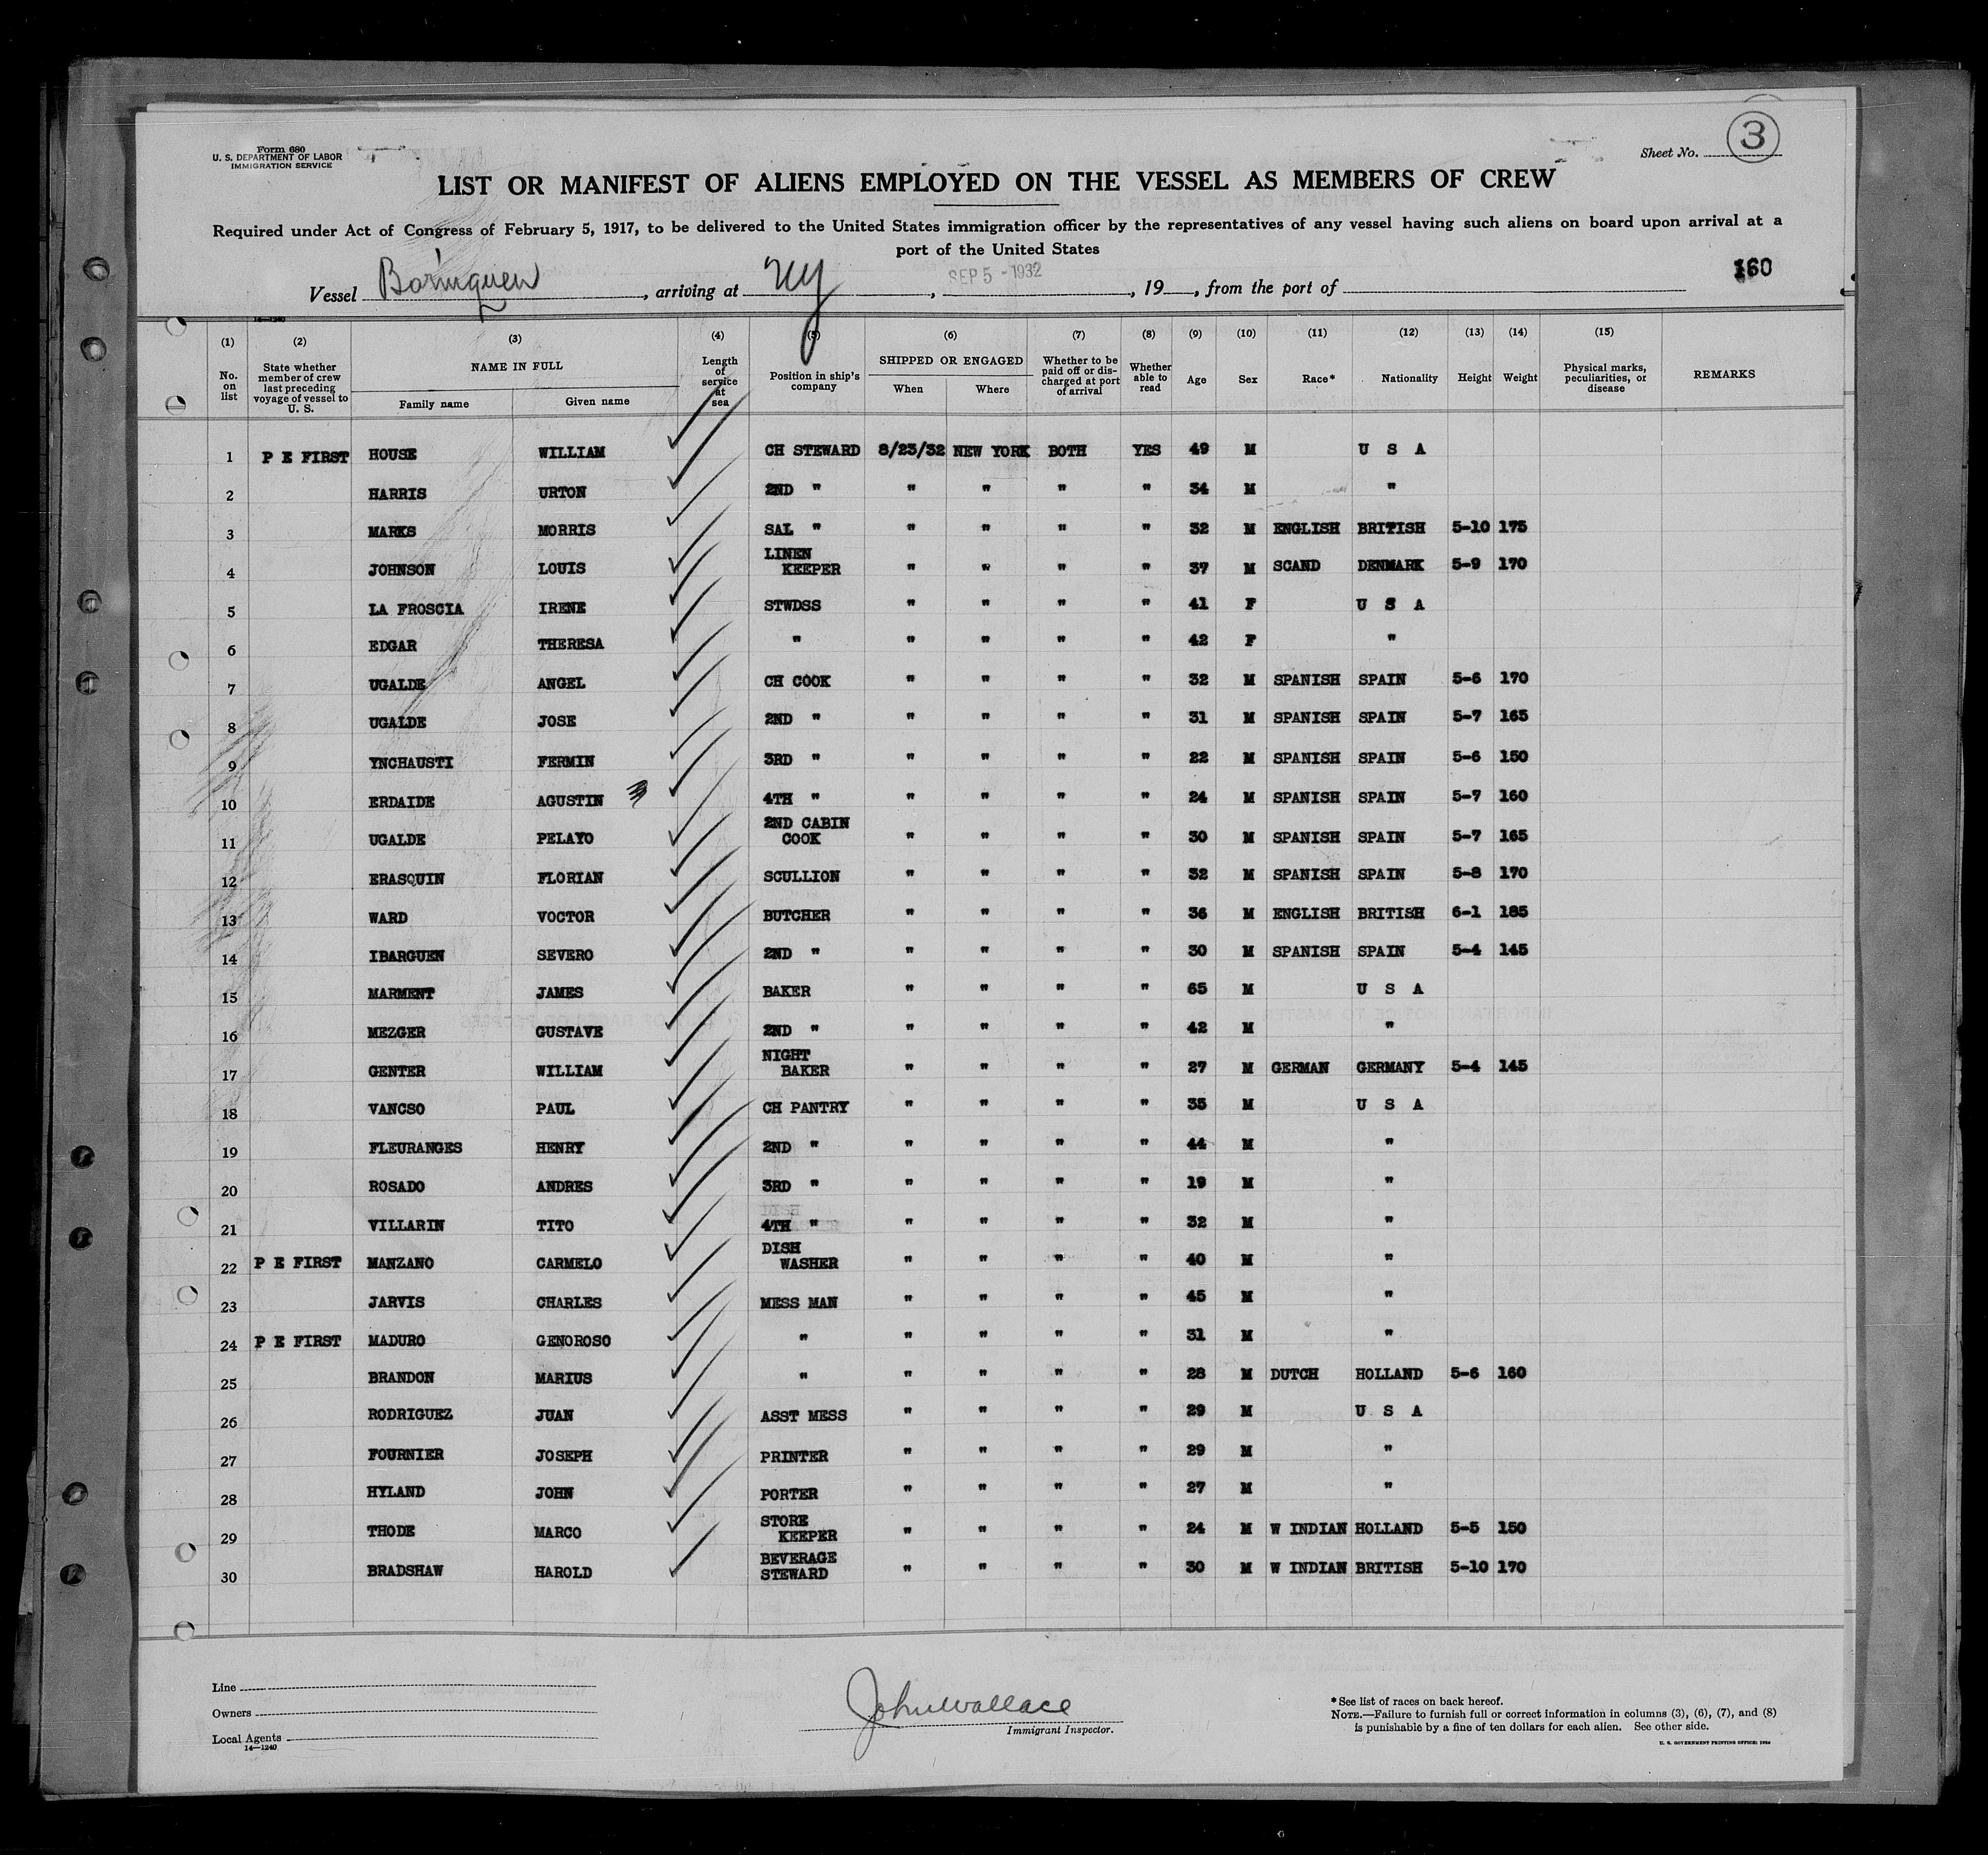 Form 680
U. S. DEPARTMENT OF LABOR
IMMIGRATION SERVICE
Sheet No. 3
LIST OR MANIFEST OF ALIENS EMPLOYED ON THE VESSEL AS MEMBERS OF CREW
Required under Act of Congress of February 5, 1917, to be delivered to the United States immigration officer by the representatives of any vessel having such aliens on board upon arrival at a
port of the United States
160
Vessel Borinquen, arriving at NY, SEP 5 - 1932, 19, from the port of
14—1240
(1) (2) (3) (4) (5) (6) (7) (8) (9) (10) (11) (12) (13) (14) (15)
No. on list State whether member of crew last preceding voyage of vessel to U. S. NAME IN FULL Family name Given name Length of service at sea Position in ship's company SHIPPED OR ENGAGED When Where Whether to be paid off or discharged at port of arrival Whether able to read Age Sex Race* Nationality Height Weight Physical marks, peculiarities, or disease REMARKS
1 P E FIRST HOUSE WILLIAM CH STEWARD 8/23/32 NEW YORK BOTH YES 49 M U S A
2 HARRIS URTON 2ND " " " " " 34 M "
3 MARKS MORRIS SAL " " " " " 32 M ENGLISH BRITISH 5-10 175
4 JOHNSON LOUIS LINEN KEEPER " " " " 37 M SCAND DENMARK 5-9 170
5 LA FROSCIA IRENE STWDSS " " " " 41 F U S A
6 EDGAR THERESA " " " " " 42 F "
7 UGALDE ANGEL CH COOK " " " " 32 M SPANISH SPAIN 5-6 170
8 UGALDE JOSE 2ND " " " " " 31 M SPANISH SPAIN 5-7 165
9 YNCHAUSTI FERMIN 3RD " " " " " 22 M SPANISH SPAIN 5-6 150
10 ERDAIDE AGUSTIN 4TH " " " " " 24 M SPANISH SPAIN 5-7 160
11 UGALDE PELAYO 2ND CABIN COOK " " " " 30 M SPANISH SPAIN 5-7 165
12 ERASQUIN FLORIAN SCULLION " " " " 32 M SPANISH SPAIN 5-8 170
13 WARD VOCTOR BUTCHER " " " " 36 M ENGLISH BRITISH 6-1 185
14 IBARGUEN SEVERO 2ND " " " " " 30 M SPANISH SPAIN 5-4 145
15 MARMENT JAMES BAKER " " " " 65 M U S A
16 MEZGER GUSTAVE 2ND " " " " " 42 M "
17 GENTER WILLIAM NIGHT BAKER " " " " 27 M GERMAN GERMANY 5-4 145
18 VANCSO PAUL CH PANTRY " " " " 35 M U S A
19 FLEURANGES HENRY 2ND " " " " " 44 M "
20 ROSADO ANDRES 3RD " " " " " 19 M "
21 VILLARIN TITO 4TH " " " " " 32 M "
22 P E FIRST MANZANO CARMELO DISH WASHER " " " " 40 M "
23 JARVIS CHARLES MESS MAN " " " " 45 M "
24 P E FIRST MADURO GENOROSO " " " " " 31 M "
25 BRANDON MARIUS " " " " " 28 M DUTCH HOLLAND 5-6 160
26 RODRIGUEZ JUAN ASST MESS " " " " 29 M U S A
27 FOURNIER JOSEPH PRINTER " " " " 29 M "
28 HYLAND JOHN PORTER " " " " 27 M "
29 THODE MARCO STORE KEEPER " " " " 24 M W INDIAN HOLLAND 5-5 150
30 BRADSHAW HAROLD BEVERAGE STEWARD " " " " 30 M W INDIAN BRITISH 5-10 170
Line
Owners
Local Agents
14—1240
John Wallace
Immigrant Inspector.
*See list of races on back hereof.
NOTE.—Failure to furnish full or correct information in columns (3), (6), (7), and (8)
is punishable by a fine of ten dollars for each alien. See other side.
U. S. GOVERNMENT PRINTING OFFICE: